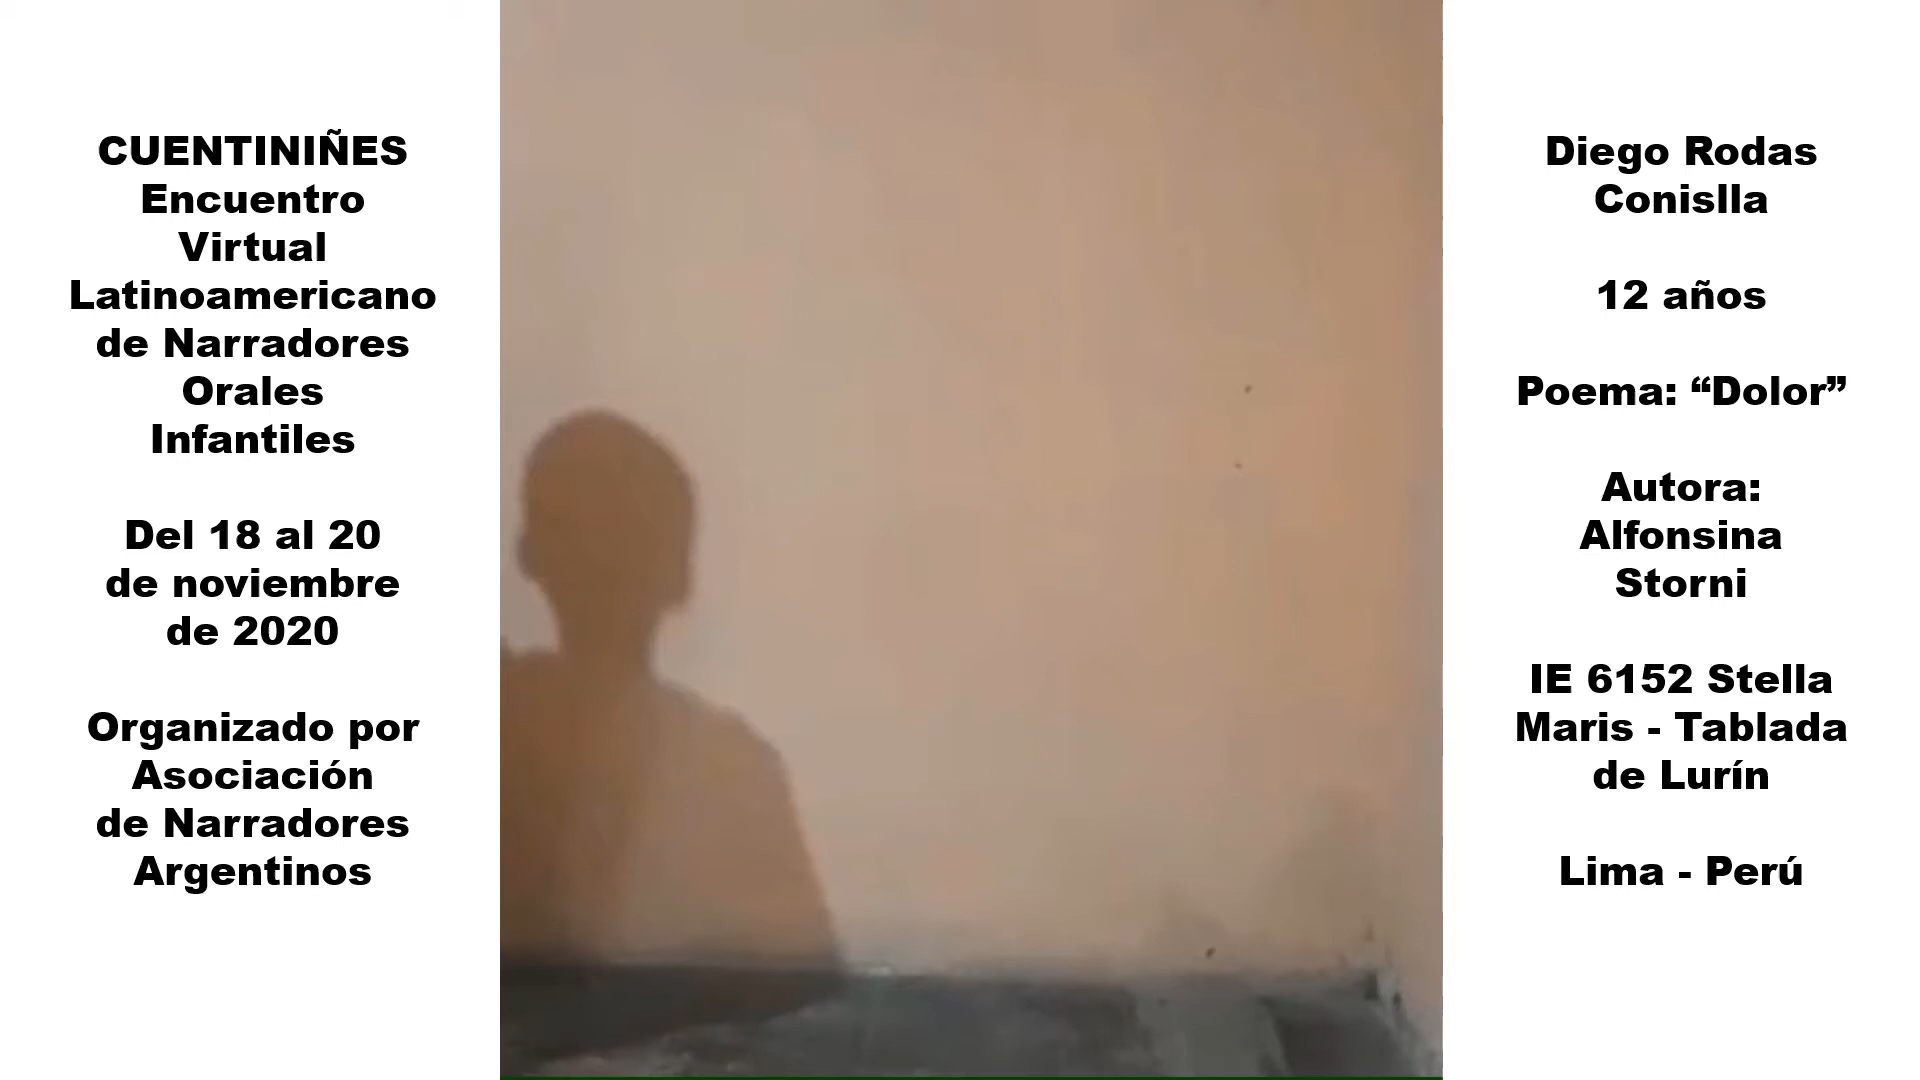 CUENTINIÑES
Encuentro
Virtual
Latinoamericano
de Narradores
Orales
Infantiles
Del 18 al 20
de noviembre
de 2020
Organizado por
Asociación
de Narradores
Argentinos
Diego Rodas
Conislla
12 años
Poema: “Dolor”
Autora:
Alfonsina
Storni
IE 6152 Stella
Maris - Tablada
de Lurín
Lima - Perú